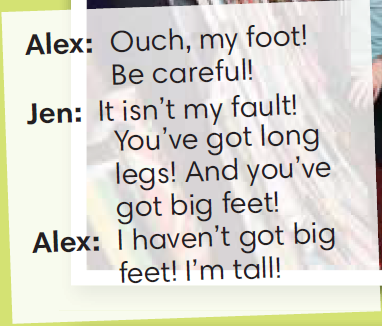 Alex: Ouch, my foot!
Be careful!
Jen: It isn't my fault!
You've got long
legs! And you've
got big feet!
Alex: I haven't got big
feet! I'm tall!